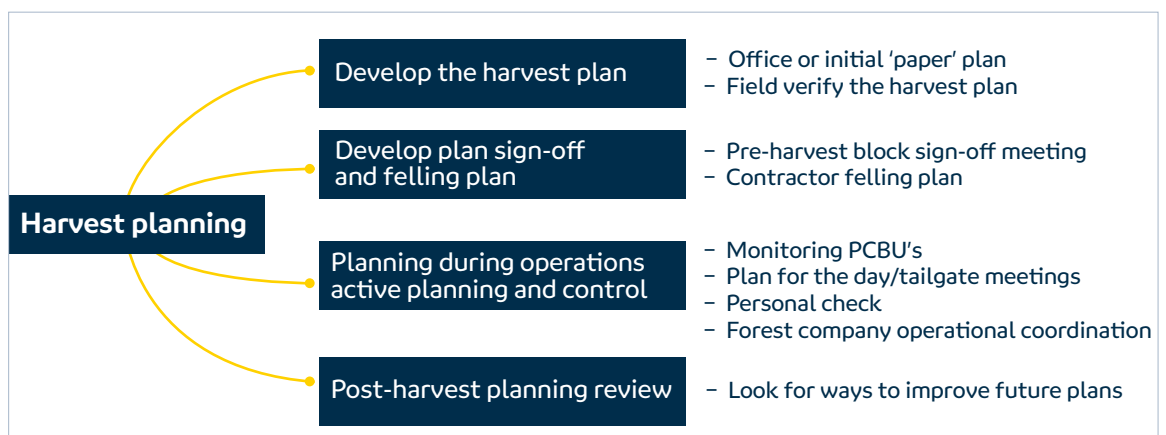 Harvest planning
Develop the harvest plan
– Office or initial ‘paper’ plan
– Field verify the harvest plan
Develop plan sign-off
and felling plan
– Pre-harvest block sign-off meeting
– Contractor felling plan
Planning during operations
active planning and control
– Monitoring PCBU's
– Plan for the day/tailgate meetings
– Personal check
– Forest company operational coordination
Post-harvest planning review
– Look for ways to improve future plans